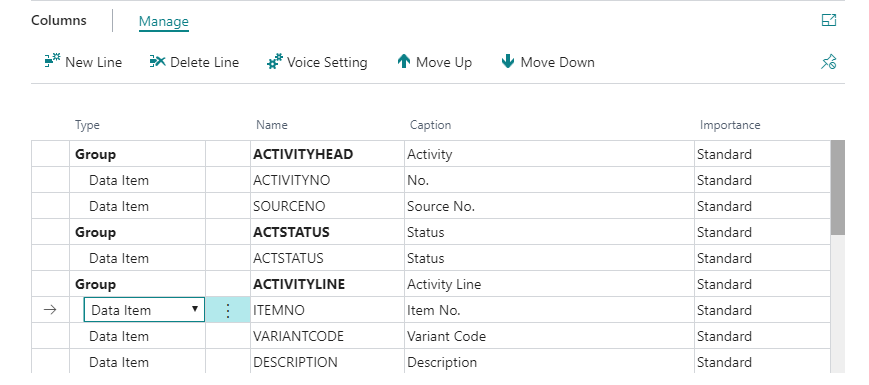 Columns Manage
New Line Delete Line Voice Setting Move Up Move Down
Type Name Caption Importance
Group ACTIVITYHEAD Activity Standard
Data Item ACTIVITYNO No. Standard
Data Item SOURCENO Source No. Standard
Group ACTSTATUS Status Standard
Data Item ACTSTATUS Status Standard
Group ACTIVITYLINE Activity Line Standard
Data Item ITEMNO Item No. Standard
Data Item VARIANTCODE Variant Code Standard
Data Item DESCRIPTION Description Standard